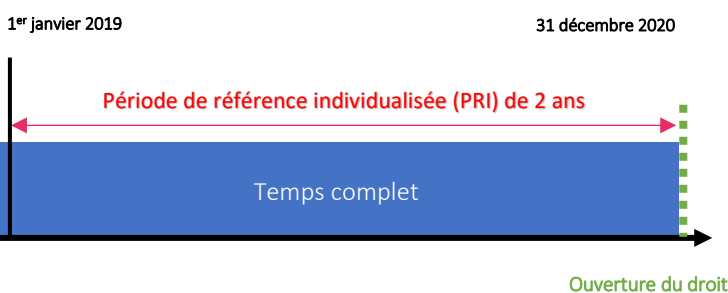 1er janvier 2019
31 décembre 2020
Période de référence individualisée (PRI) de 2 ans
Temps complet
Ouverture du droit